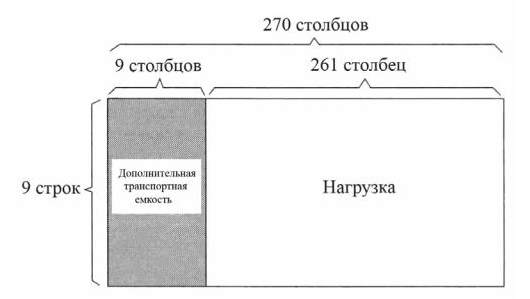 270 столбцов
9 столбцов
261 столбец
9 строк
Дополнительная
транспортная
емкость
Нагрузка